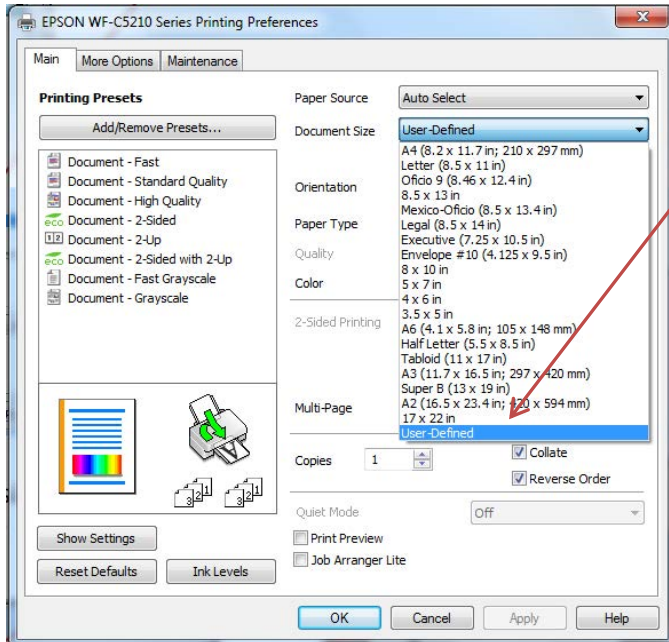 EPSON WF-C5210 Series Printing Preferences
Main
More Options
Maintenance
Printing Presets
Add/Remove Presets...
Document - Fast
Document - Standard Quality
Document - High Quality
eco Document - 2-Sided
1 2 Document - 2-Up
eco Document - 2-Sided with 2-Up
Document - Fast Grayscale
Document - Grayscale
3 2 1
3 2 1
Show Settings
Reset Defaults
Ink Levels
Paper Source
Auto Select
Document Size
User-Defined
A4 (8.2 x 11.7 in; 210 x 297 mm)
Letter (8.5 x 11 in)
Oficio 9 (8.46 x 12.4 in)
8.5 x 13 in
Mexico-Oficio (8.5 x 13.4 in)
Legal (8.5 x 14 in)
Executive (7.25 x 10.5 in)
Envelope #10 (4.125 x 9.5 in)
8 x 10 in
5 x 7 in
4 x 6 in
3.5 x 5 in
A6 (4.1 x 5.8 in; 105 x 148 mm)
Half Letter (5.5 x 8.5 in)
Tabloid (11 x 17 in)
A3 (11.7 x 16.5 in; 297 x 420 mm)
Super B (13 x 19 in)
A2 (16.5 x 23.4 in; 420 x 594 mm)
17 x 22 in
User-Defined
Orientation
Paper Type
Quality
Color
2-Sided Printing
Multi-Page
Copies 1
Collate
Reverse Order
Quiet Mode
Off
Print Preview
Job Arranger Lite
OK
Cancel
Apply
Help